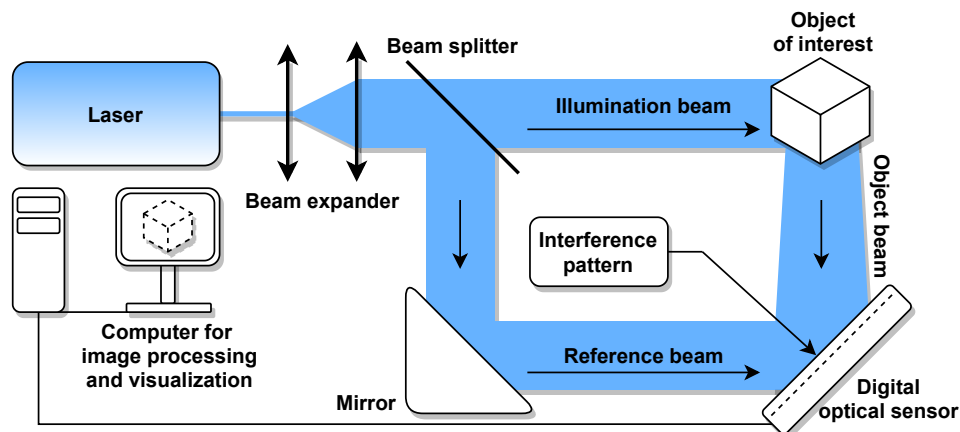 Object
of interest
Beam splitter
Laser
Illumination beam
Beam expander
Object beam
Interference
pattern
Computer for
image processing
and visualization
Reference beam
Mirror
Digital
optical sensor